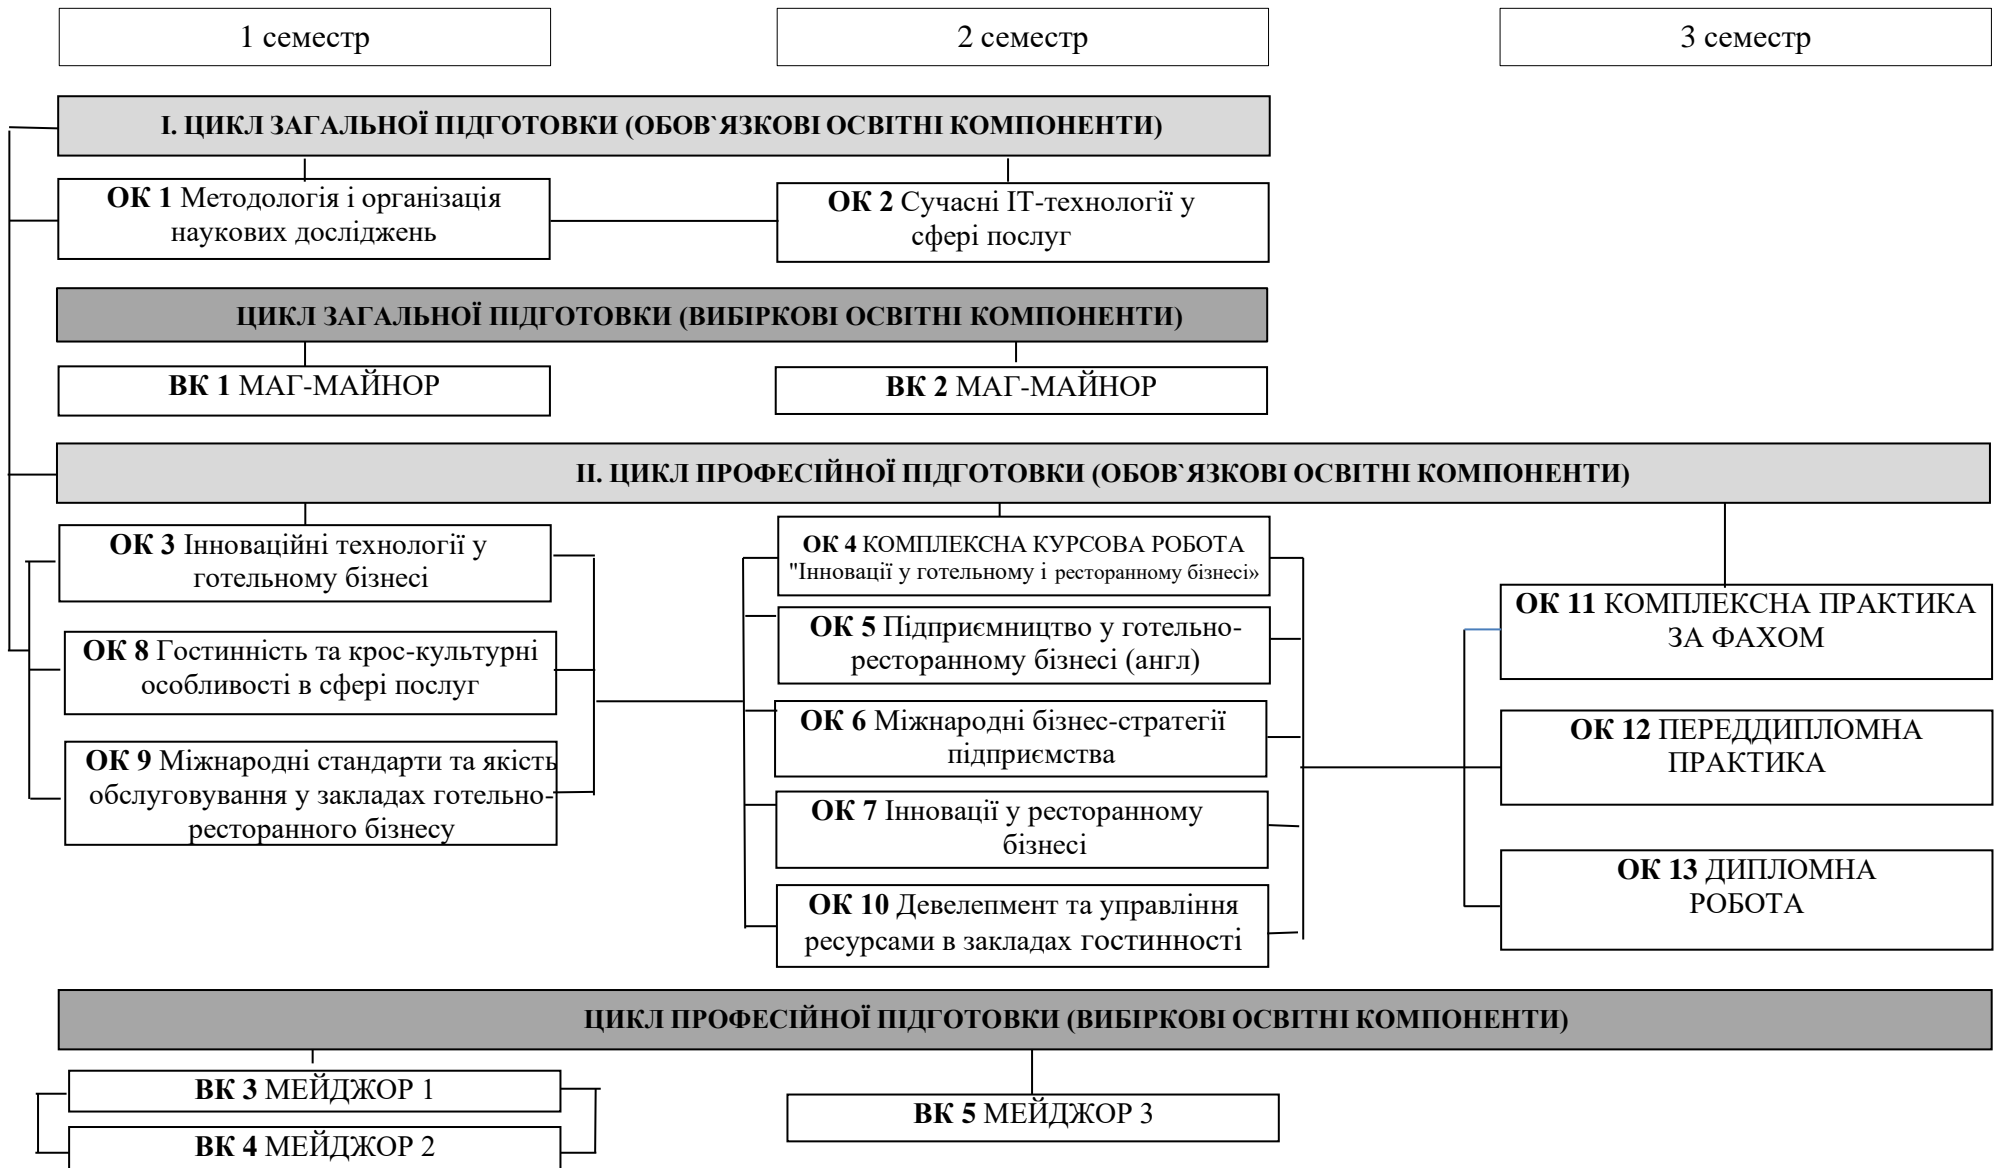 1 семестр
2 семестр
3 семестр
І. ЦИКЛ ЗАГАЛЬНОЇ ПІДГОТОВКИ (ОБОВ`ЯЗКОВІ ОСВІТНІ КОМПОНЕНТИ)
ОК 1 Методологія і організація
наукових досліджень
ОК 2 Сучасні ІТ-технології у
сфері послуг
ЦИКЛ ЗАГАЛЬНОЇ ПІДГОТОВКИ (ВИБІРКОВІ ОСВІТНІ КОМПОНЕНТИ)
ВК 1 МАГ-МАЙНОР
ВК 2 МАГ-МАЙНОР
ІІ. ЦИКЛ ПРОФЕСІЙНОЇ ПІДГОТОВКИ (ОБОВ`ЯЗКОВІ ОСВІТНІ КОМПОНЕНТИ)
ОК 3 Інноваційні технології у
готельному бізнесі
ОК 8 Гостинність та крос-культурні
особливості в сфері послуг
ОК 9 Міжнародні стандарти та якість
обслуговування у закладах готельно-
ресторанного бізнесу
ОК 4 КОМПЛЕКСНА КУРСОВА РОБОТА
"Інновації у готельному і ресторанному бізнесі»
ОК 5 Підприємництво у готельно-
ресторанному бізнесі (англ)
ОК 6 Міжнародні бізнес-стратегії
підприємства
ОК 7 Інновації у ресторанному
бізнесі
ОК 10 Девелепмент та управління
ресурсами в закладах гостинності
ОК 11 КОМПЛЕКСНА ПРАКТИКА
ЗА ФАХОМ
ОК 12 ПЕРЕДДИПЛОМНА
ПРАКТИКА
ОК 13 ДИПЛОМНА
РОБОТА
ЦИКЛ ПРОФЕСІЙНОЇ ПІДГОТОВКИ (ВИБІРКОВІ ОСВІТНІ КОМПОНЕНТИ)
ВК 3 МЕЙДЖОР 1
ВК 4 МЕЙДЖОР 2
ВК 5 МЕЙДЖОР 3